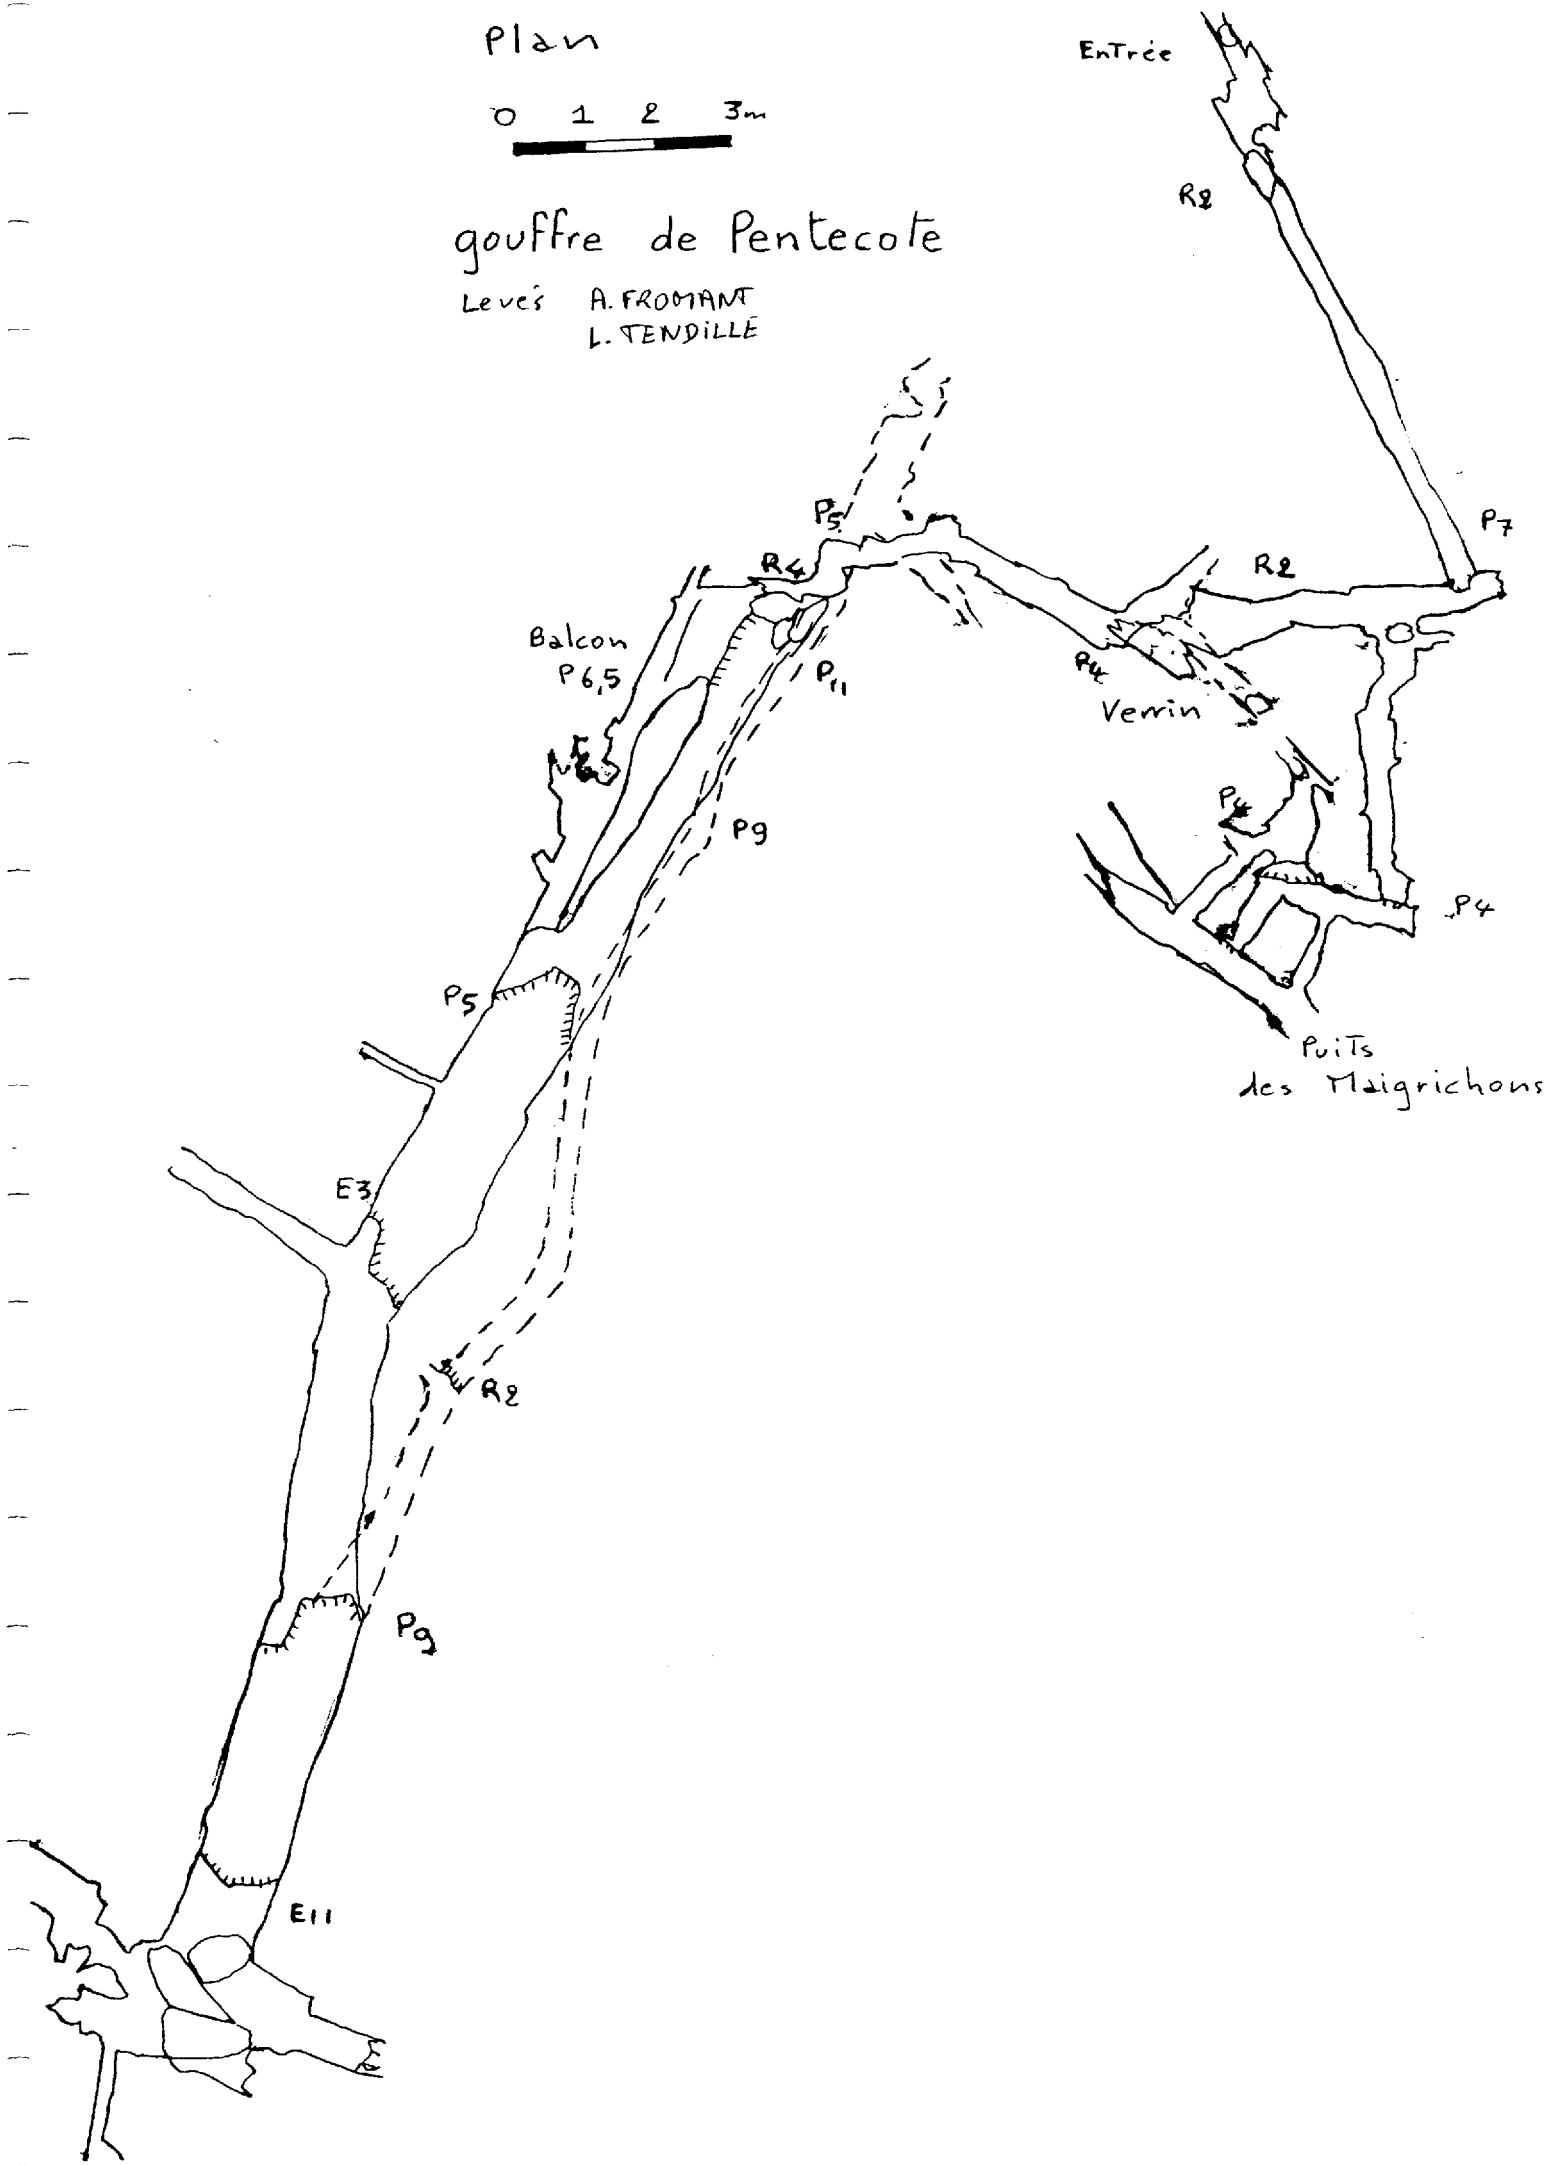 Plan
EnTrée
0 1 2 3m
R2
gouffre de Pentecote
Levés A. FROMANT
L. TENDILLE
P5
P7
R4
R2
Balcon
P6,5
P11
R4
Verrin
P9
P4
P4
P5
Puits
des Maigrichons
E3
R2
P9
E11